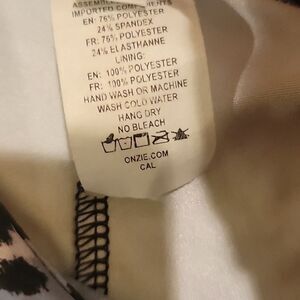 ASSEMBLED
IMPORTED COMPONENTS
EN: 76% POLYESTER
24% SPANDEX
FR: 76% POLYESTER
24% ELASTHANNE
LINING:
EN: 100% POLYESTER
FR: 100% POLYESTER
HAND WASH OR MACHINE
WASH COLD WATER
HANG DRY
NO BLEACH
ONZIE.COM
CAL